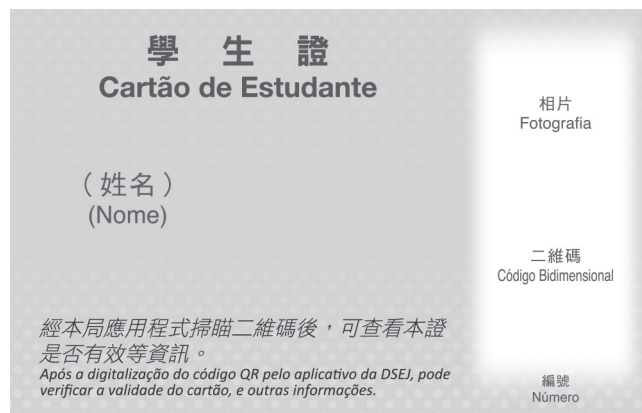 學生證
Cartão de Estudante
相片
Fotografia
（姓名）
(Nome)
二維碼
Código Bidimensional
經本局應用程式掃瞄二維碼後，可查看本證
是否有效等資訊。
Após a digitalização do código QR pelo aplicativo da DSEJ, pode
verificar a validade do cartão, e outras informações.
編號
Número